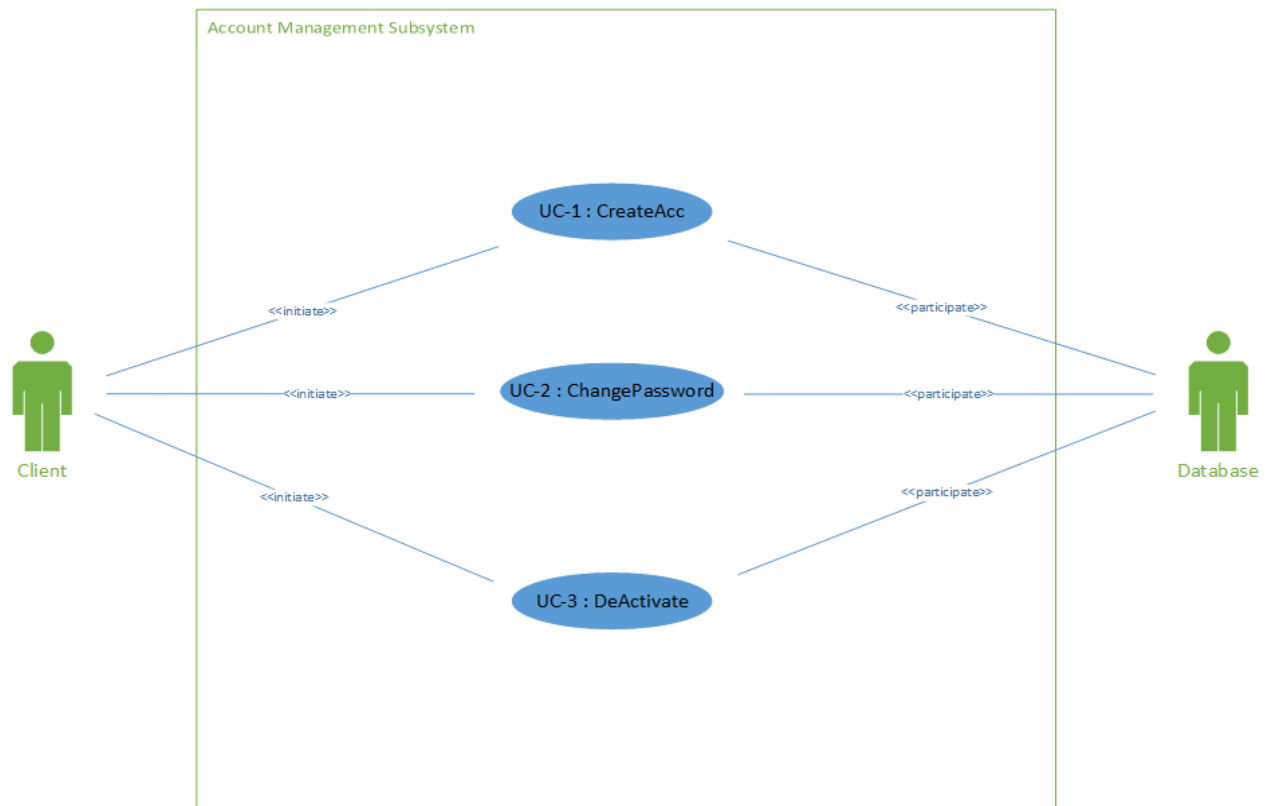 Account Management Subsystem
UC-1 : CreateAcc
<<initiate>>
<<participate>>
UC-2 : ChangePassword
<<initiate>>
<<participate>>
Client
Database
<<initiate>>
<<participate>>
UC-3 : DeActivate